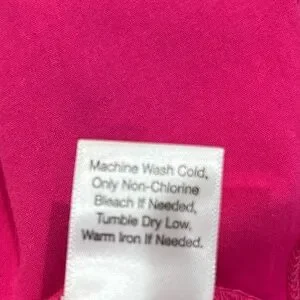 Machine Wash Cold,
Only Non-Chlorine
Bleach If Needed,
Tumble Dry Low,
Warm Iron If Needed.